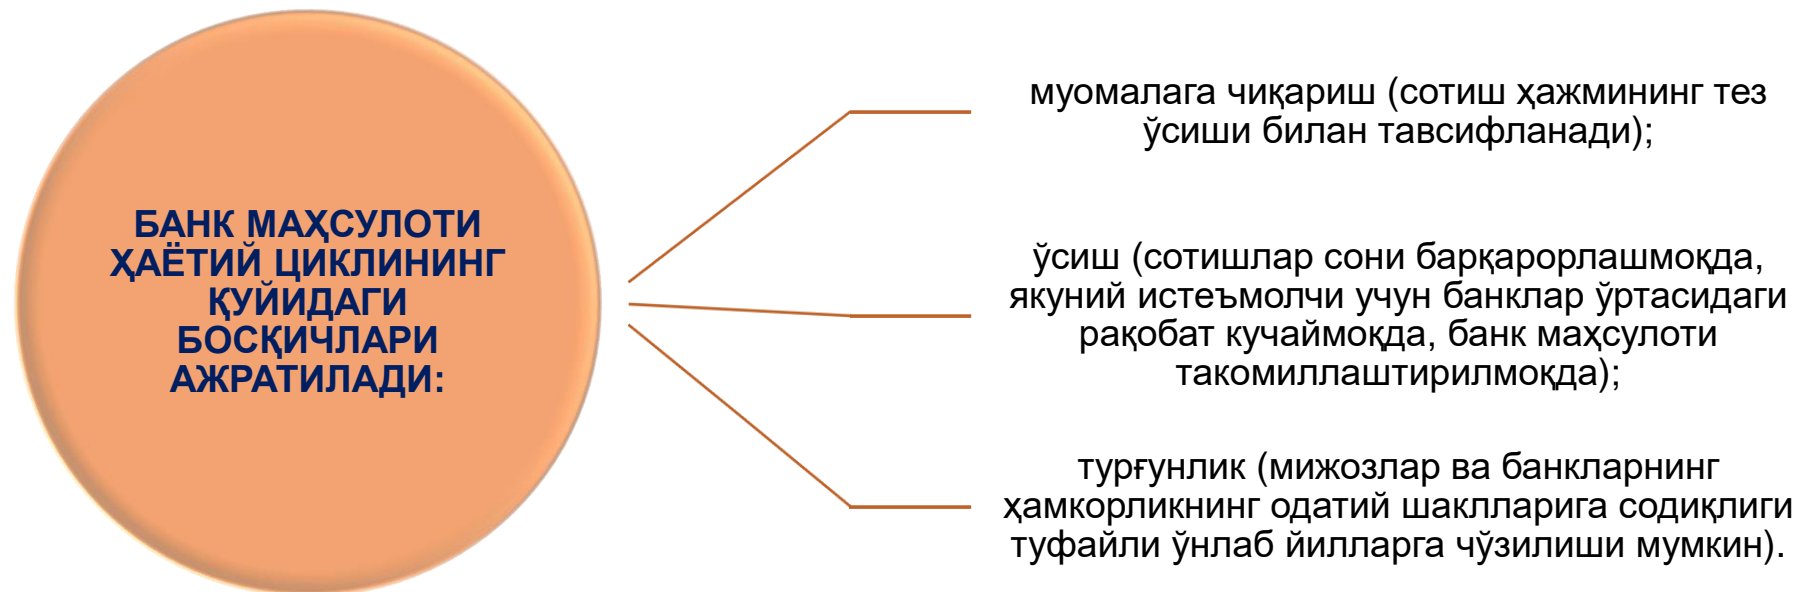 БАНК МАҲСУЛОТИ
ҲАЁТИЙ ЦИКЛИНИНГ
ҚУЙИДАГИ
БОСҚИЧЛАРИ
АЖРАТИЛАДИ:
муомалага чиқариш (сотиш ҳажмининг тез
ўсиши билан тавсифланади);
ўсиш (сотишлар сони барқарорлашмоқда,
якуний истеъмолчи учун банклар ўртасидаги
рақобат кучаймоқда, банк маҳсулоти
такомиллаштирилмоқда);
турғунлик (мижозлар ва банкларнинг
ҳамкорликнинг одатий шаклларига содиқлиги
туфайли ўнлаб йилларга чўзилиши мумкин).